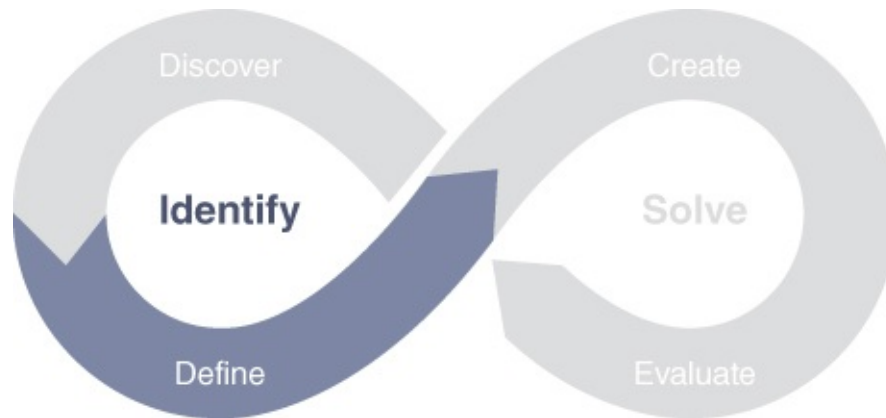 Discover
Create
Identify
Solve
Define
Evaluate